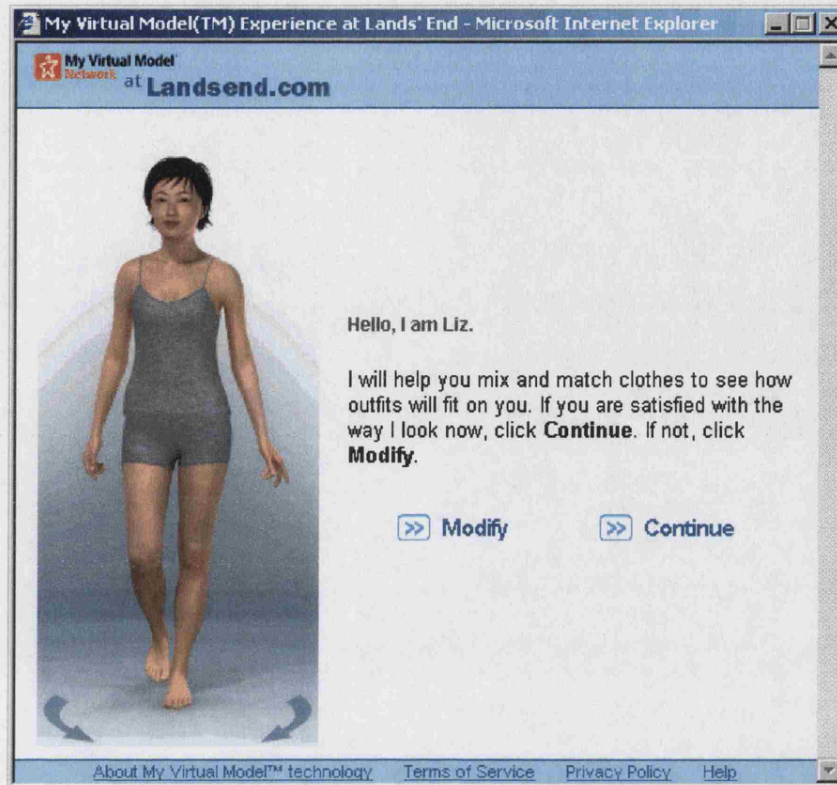 My Virtual Model(TM) Experience at Lands' End - Microsoft Internet Explorer
My Virtual Model™
Network at Landsend.com
Hello, I am Liz.
I will help you mix and match clothes to see how
outfits will fit on you. If you are satisfied with the
way I look now, click Continue. If not, click
Modify.
>> Modify >> Continue
About My Virtual Model™ technology Terms of Service Privacy Policy Help